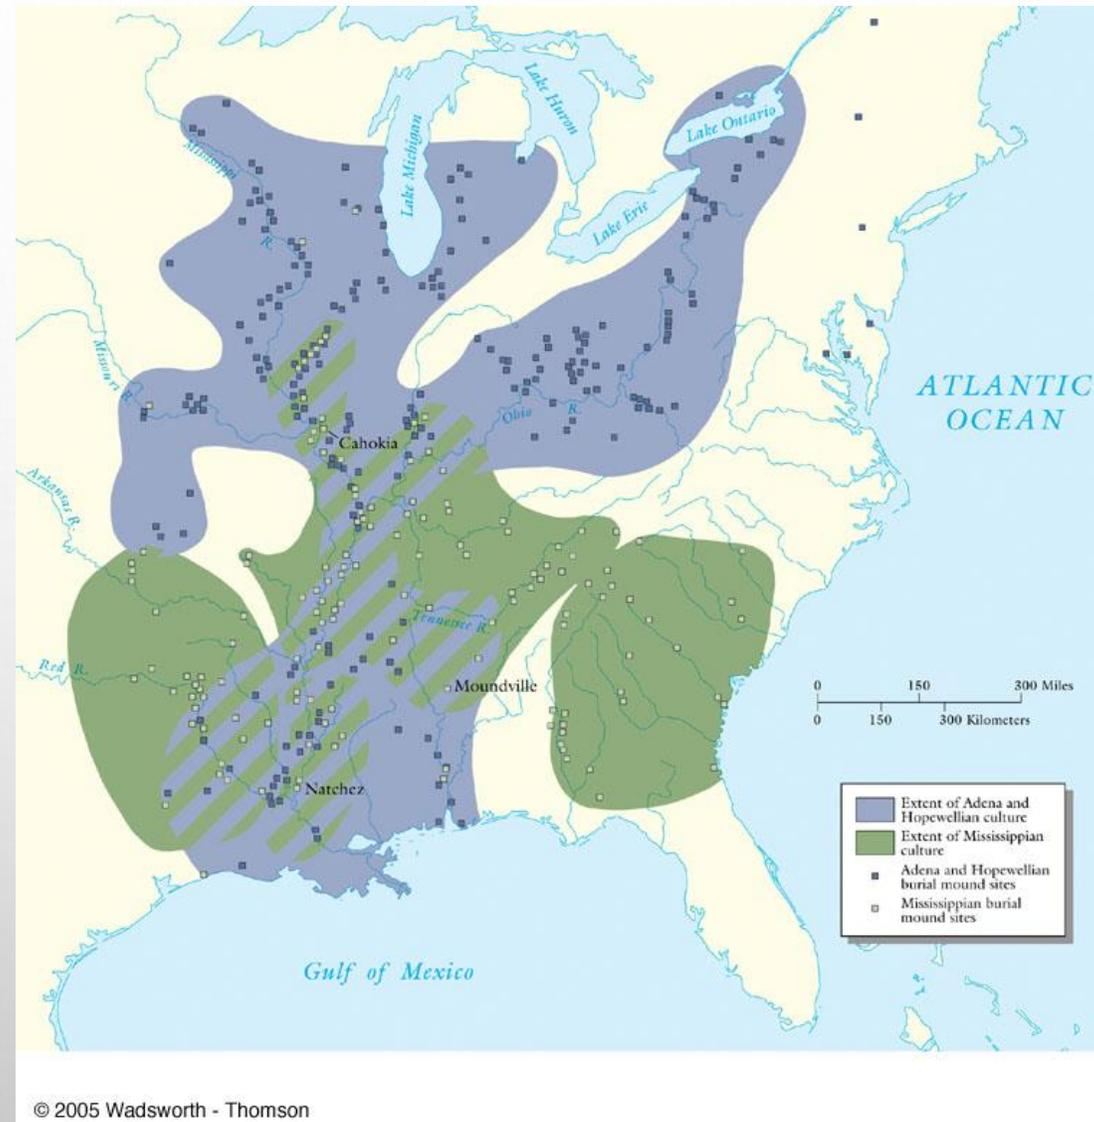 Lake Huron
Lake Ontario
Lake Michigan
Lake Erie
Mississippi
R.
Missouri R.
ATLANTIC
OCEAN
Ohio R.
Cahokia
Arkansas R.
Tennessee R.
Red R.
Moundville
0 150 300 Miles
0 150 300 Kilometers
Natchez
Extent of Adena and
Hopewellian culture
Extent of Mississippian
culture
Adena and Hopewellian
burial mound sites
Mississippian burial
mound sites
Gulf of Mexico
© 2005 Wadsworth - Thomson